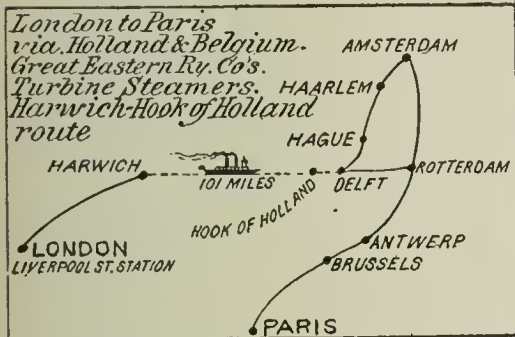 London to Paris
via. Holland & Belgium.
Great Eastern Ry. Co's.
Turbine Steamers.
Harwich-Hook of Holland
route
AMSTERDAM
HAARLEM
HAGUE
HARWICH
101 MILES
HOOK OF HOLLAND
DELFT
ROTTERDAM
LONDON
LIVERPOOL ST. STATION
ANTWERP
BRUSSELS
PARIS